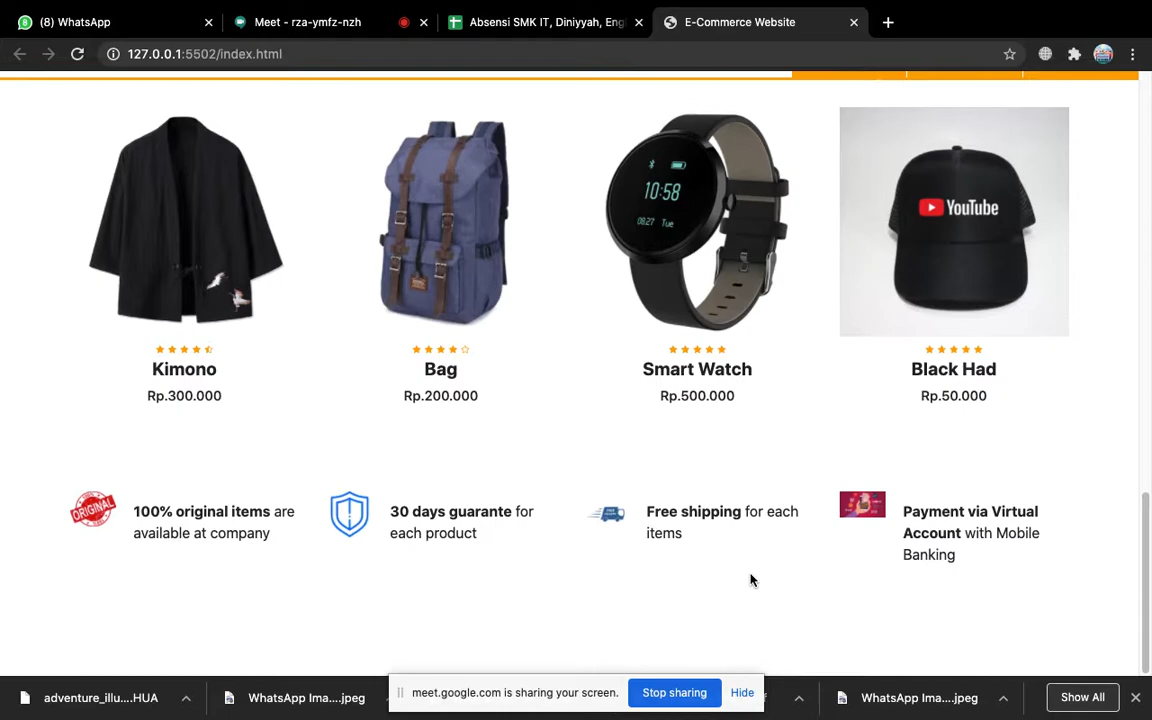 (8) WhatsApp
Meet - rza-ymfz-nzh
Absensi SMK IT, Diniyyah, Eng
E-Commerce Website
127.0.0.1:5502/index.html
10:58
08.27 Tue
YouTube
Kimono
Bag
Smart Watch
Black Had
Rp.300.000
Rp.200.000
Rp.500.000
Rp.50.000
ORIGINAL
100% original items are
available at company
30 days guarante for
each product
Free shipping for each
items
Payment via Virtual
Account with Mobile
Banking
adventure_illu....HUA
WhatsApp Ima....jpeg
meet.google.com is sharing your screen.
Stop sharing
Hide
WhatsApp Ima....jpeg
Show All